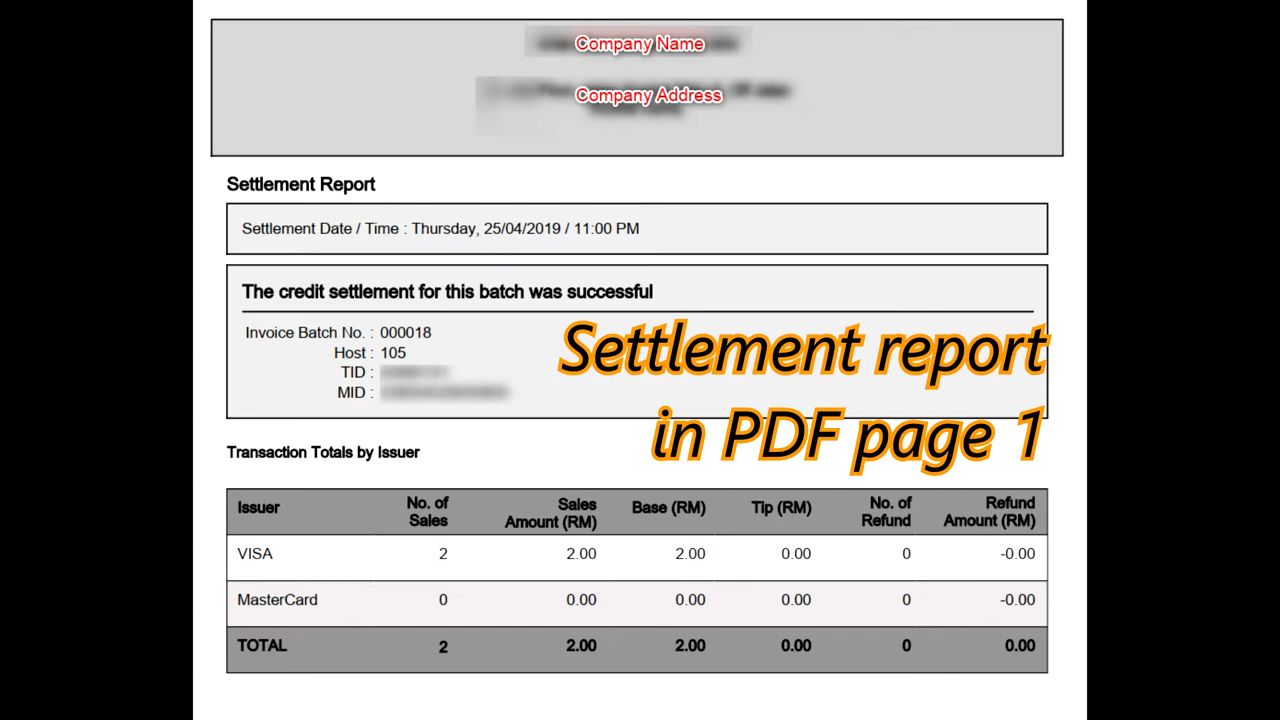 Company Name
Company Address
Settlement Report
Settlement Date / Time : Thursday, 25/04/2019 / 11:00 PM
The credit settlement for this batch was successful
Invoice Batch No. : 000018
Host : 105
TID :
MID :
Settlement report
in PDF page 1
Transaction Totals by Issuer
Issuer No. of Sales Sales Amount (RM) Base (RM) Tip (RM) No. of Refund Refund Amount (RM)
VISA 2 2.00 2.00 0.00 0 -0.00
MasterCard 0 0.00 0.00 0.00 0 -0.00
TOTAL 2 2.00 2.00 0.00 0 0.00